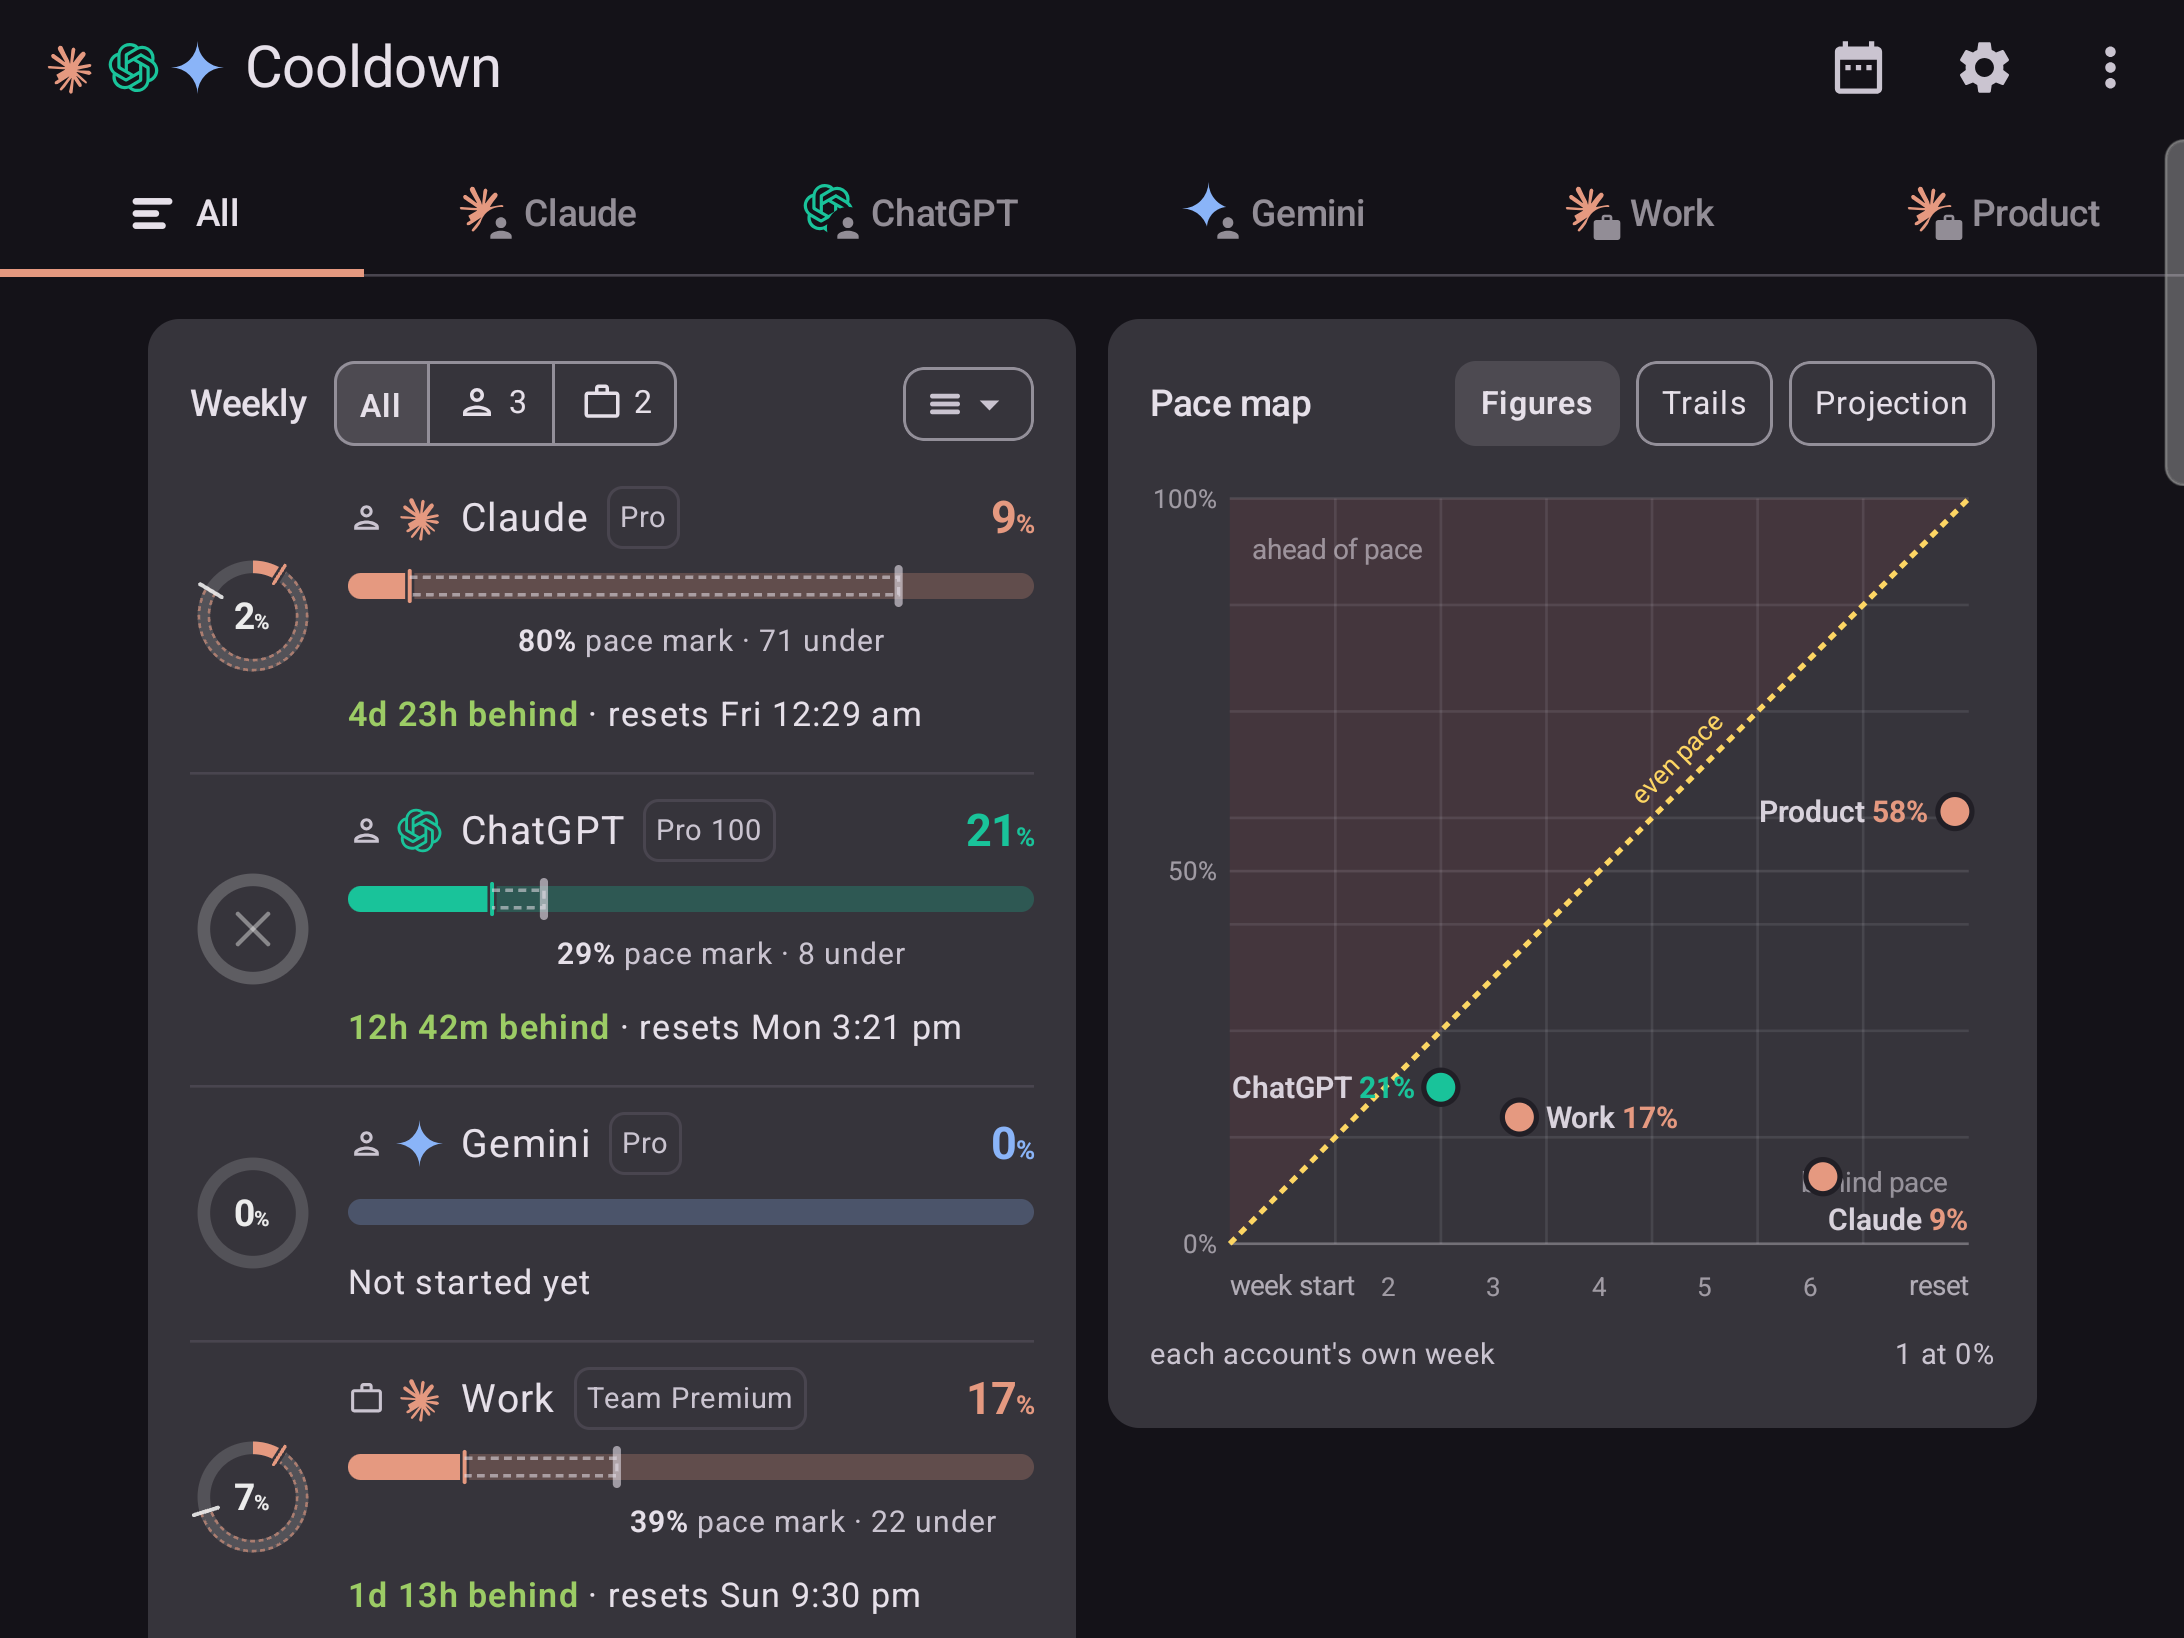 Cooldown
All
Claude
ChatGPT
Gemini
Work
Product
Weekly
All
3
2
Claude
Pro
9%
2%
80% pace mark · 71 under
4d 23h behind · resets Fri 12:29 am
ChatGPT
Pro 100
21%
29% pace mark · 8 under
12h 42m behind · resets Mon 3:21 pm
Gemini
Pro
0%
0%
Not started yet
Work
Team Premium
17%
7%
39% pace mark · 22 under
1d 13h behind · resets Sun 9:30 pm
Pace map
Figures
Trails
Projection
100%
ahead of pace
even pace
Product 58%
50%
ChatGPT 21%
Work 17%
pace
Claude 9%
0%
week start 2 3 4 5 6 reset
each account's own week
1 at 0%